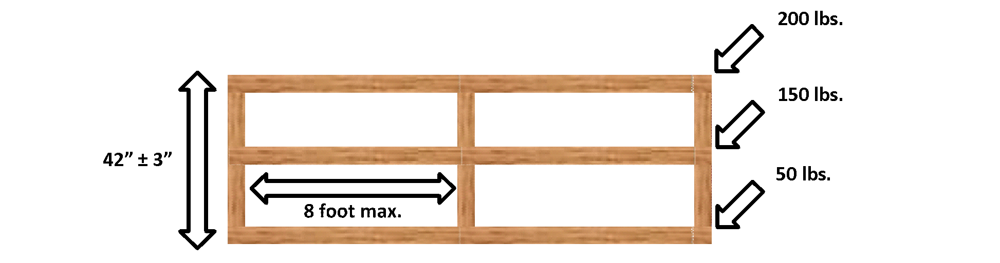 200 lbs.
150 lbs.
42” ± 3”
50 lbs.
8 foot max.